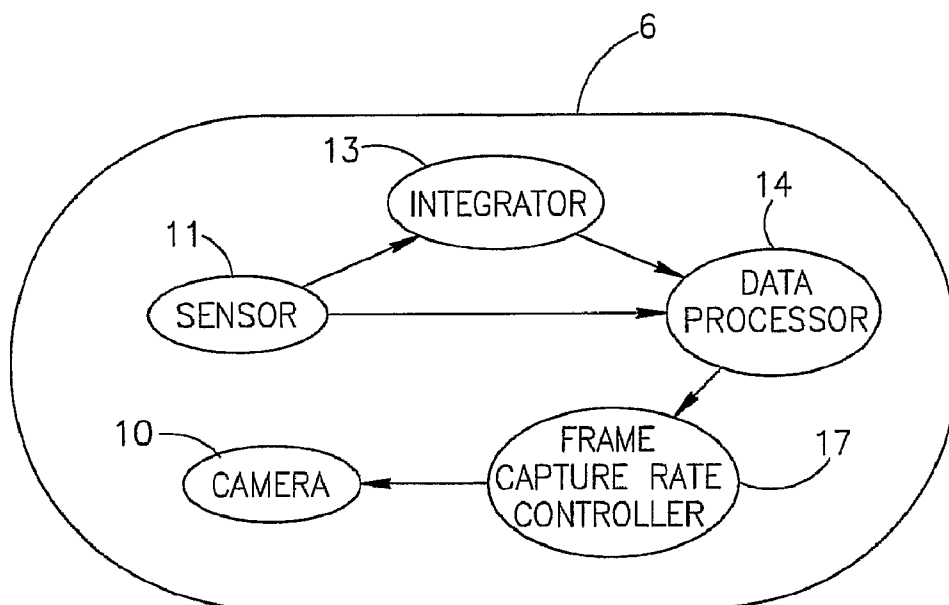 6
13
INTEGRATOR
14
11
DATA
PROCESSOR
SENSOR
10
FRAME
CAPTURE RATE
CONTROLLER
17
CAMERA